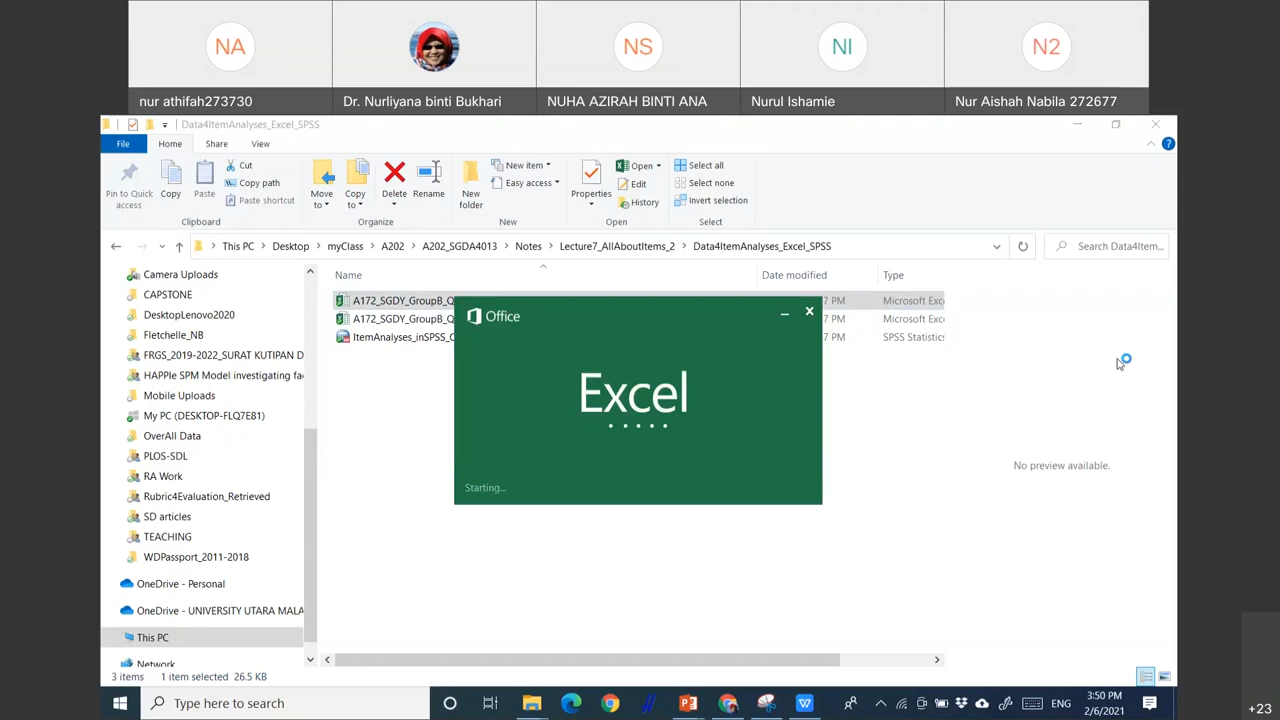 NA
NS
NI
N2
nur athifah273730
Dr. Nurliyana binti Bukhari
NUHA AZIRAH BINTI ANA
Nurul Ishamie
Nur Aishah Nabila 272677
Data4ItemAnalyses_Excel_SPSS
File
Home
Share
View
Pin to Quick access
Copy
Paste
Cut
Copy path
Paste shortcut
Clipboard
Move to
Copy to
Delete
Rename
Organize
New folder
New item
Easy access
New
Properties
Open
Edit
History
Open
Select all
Select none
Invert selection
Select
This PC
Desktop
myClass
A202
A202_SGDA4013
Notes
Lecture7_AllAboutItems_2
Data4ItemAnalyses_Excel_SPSS
Search Data4Item...
Camera Uploads
CAPSTONE
DesktopLenovo2020
Fletchelle_NB
FRGS_2019-2022_SURAT KUTIPAN D
HAPPIe SPM Model investigating fa
Mobile Uploads
My PC (DESKTOP-FLQ7E81)
OverAll Data
PLOS-SDL
RA Work
Rubric4Evaluation_Retrieved
SD articles
TEACHING
WDPassport_2011-2018
OneDrive - Personal
OneDrive - UNIVERSITY UTARA MALA
This PC
Network
Name
Date modified
Type
A172_SGDY_GroupB_Q
7 PM
Microsoft Exce
A172_SGDY_GroupB_Q
7 PM
Microsoft Exce
ItemAnalyses_inSPSS_
7 PM
SPSS Statistics
Office
Excel
Starting...
No preview available.
3 items
1 item selected
26.5 KB
Type here to search
ENG
3:50 PM
2/6/2021
+23